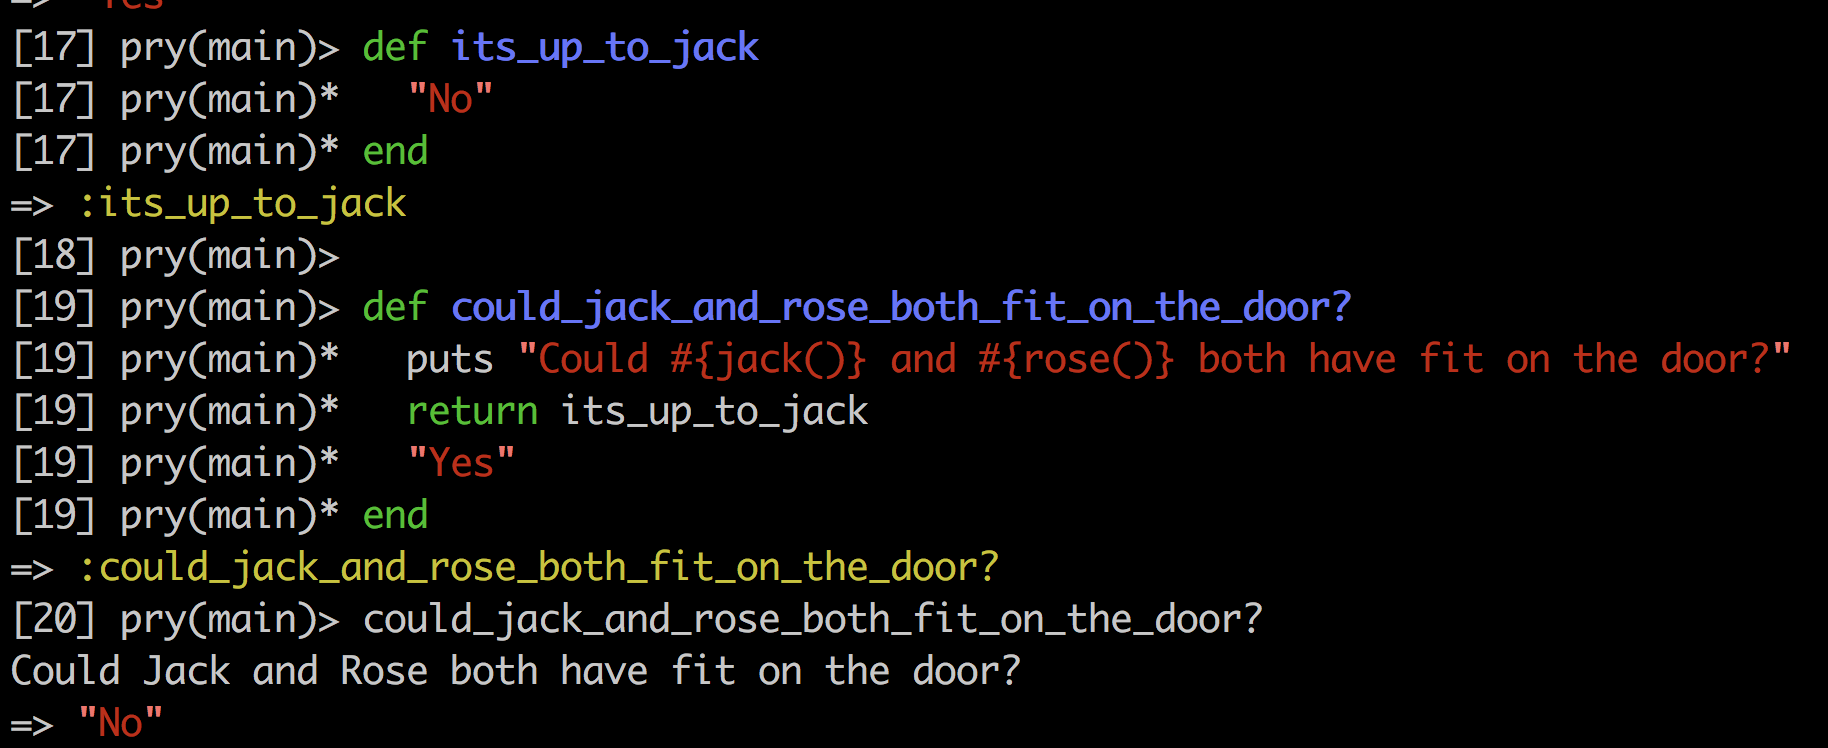 => "Yes"
[17] pry(main)> def its_up_to_jack
[17] pry(main)*   "No"
[17] pry(main)* end
=> :its_up_to_jack
[18] pry(main)>
[19] pry(main)> def could_jack_and_rose_both_fit_on_the_door?
[19] pry(main)*   puts "Could #{jack()} and #{rose()} both have fit on the door?"
[19] pry(main)*   return its_up_to_jack
[19] pry(main)*   "Yes"
[19] pry(main)* end
=> :could_jack_and_rose_both_fit_on_the_door?
[20] pry(main)> could_jack_and_rose_both_fit_on_the_door?
Could Jack and Rose both have fit on the door?
=> "No"